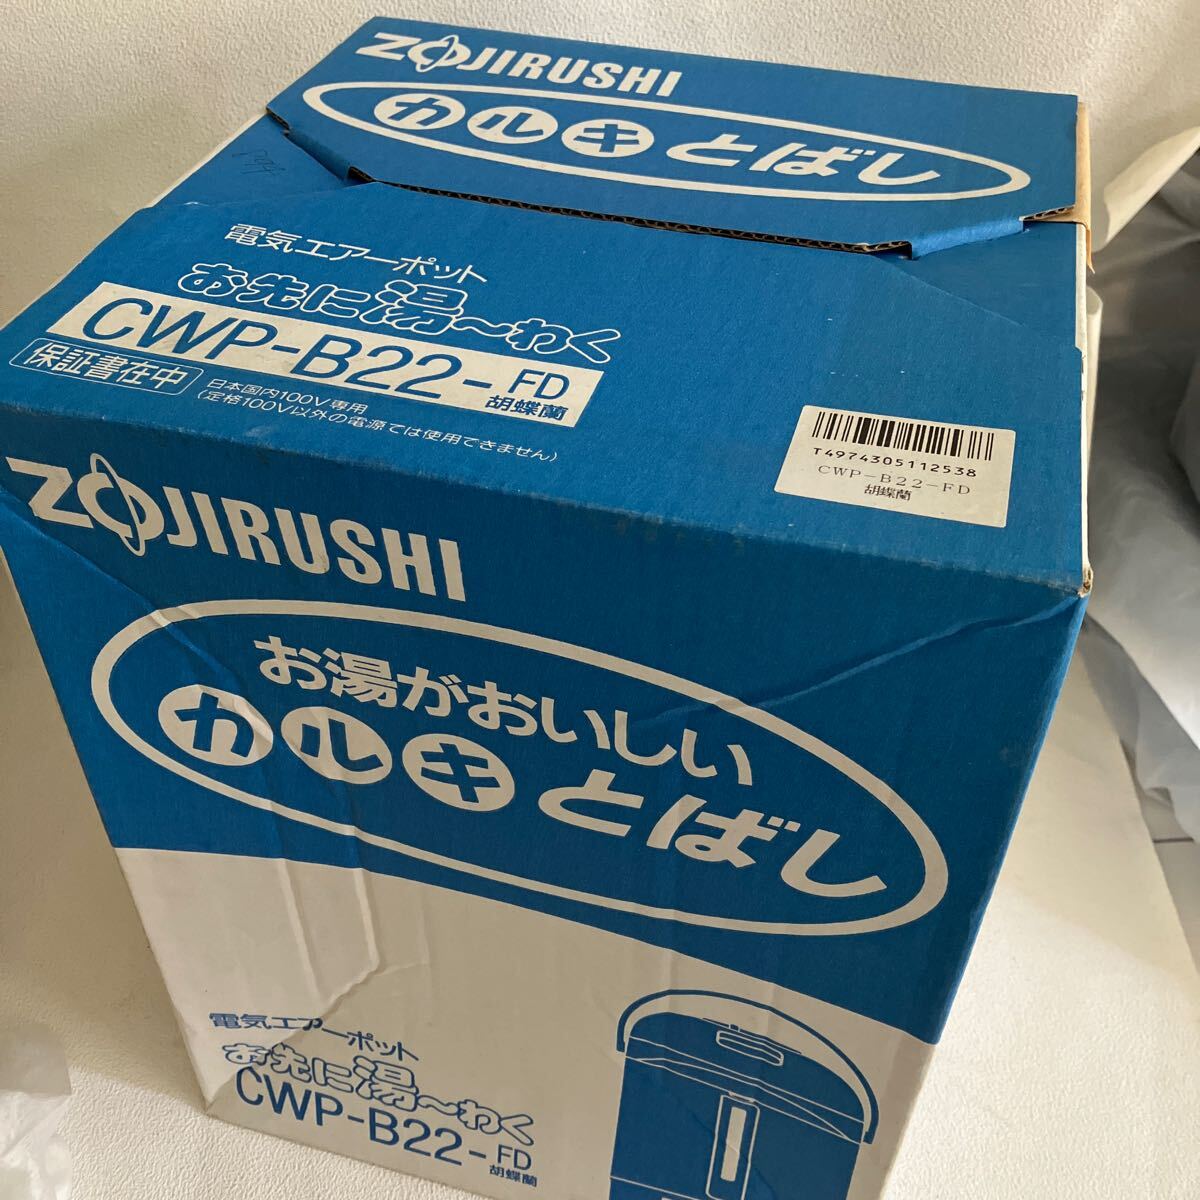 ZOJIRUSHI
カルキとばし
電気エアーポット
お先に湯〜わく
CWP-B22-FD
胡蝶蘭
保証書在中
日本国内100V専用
(定格100V以外の電源では使用できません)
T4974305112538
CWP-B22-FD
胡蝶蘭
ZOJIRUSHI
お湯がおいしい
カルキとばし
電気エアーポット
お先に湯〜わく
CWP-B22-FD
胡蝶蘭